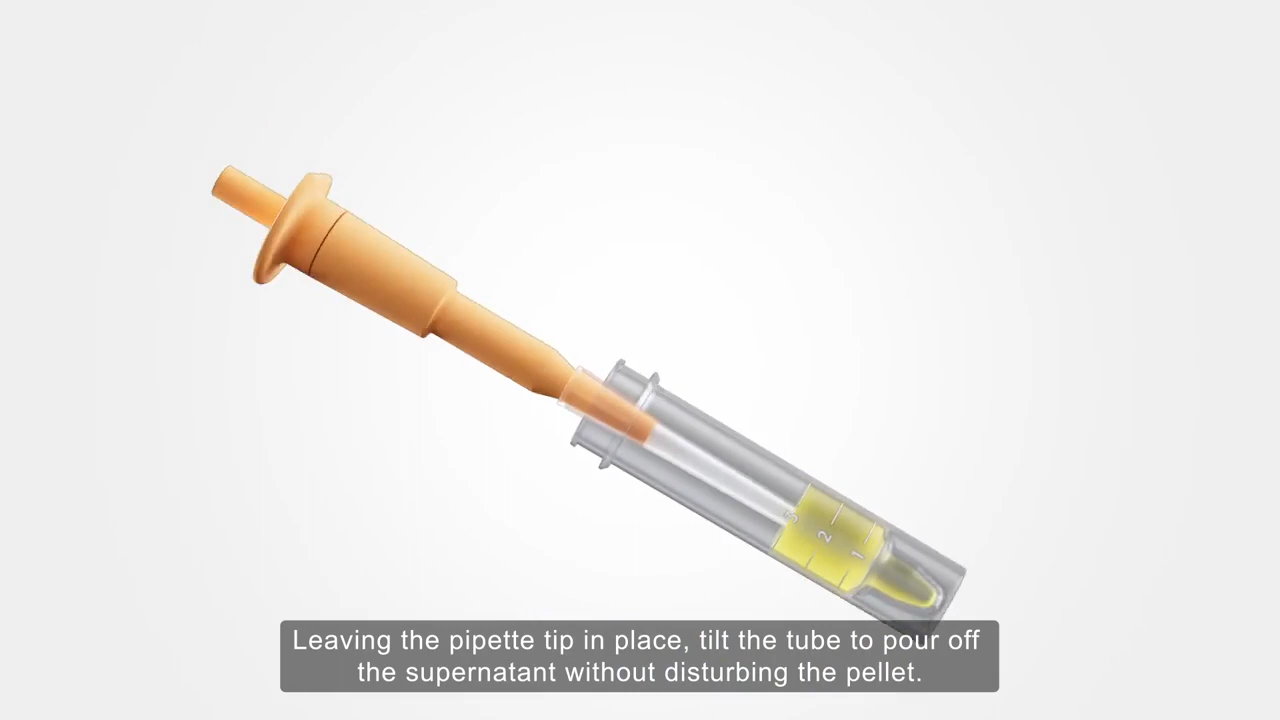 3
2
1
Leaving the pipette tip in place, tilt the tube to pour off
the supernatant without disturbing the pellet.